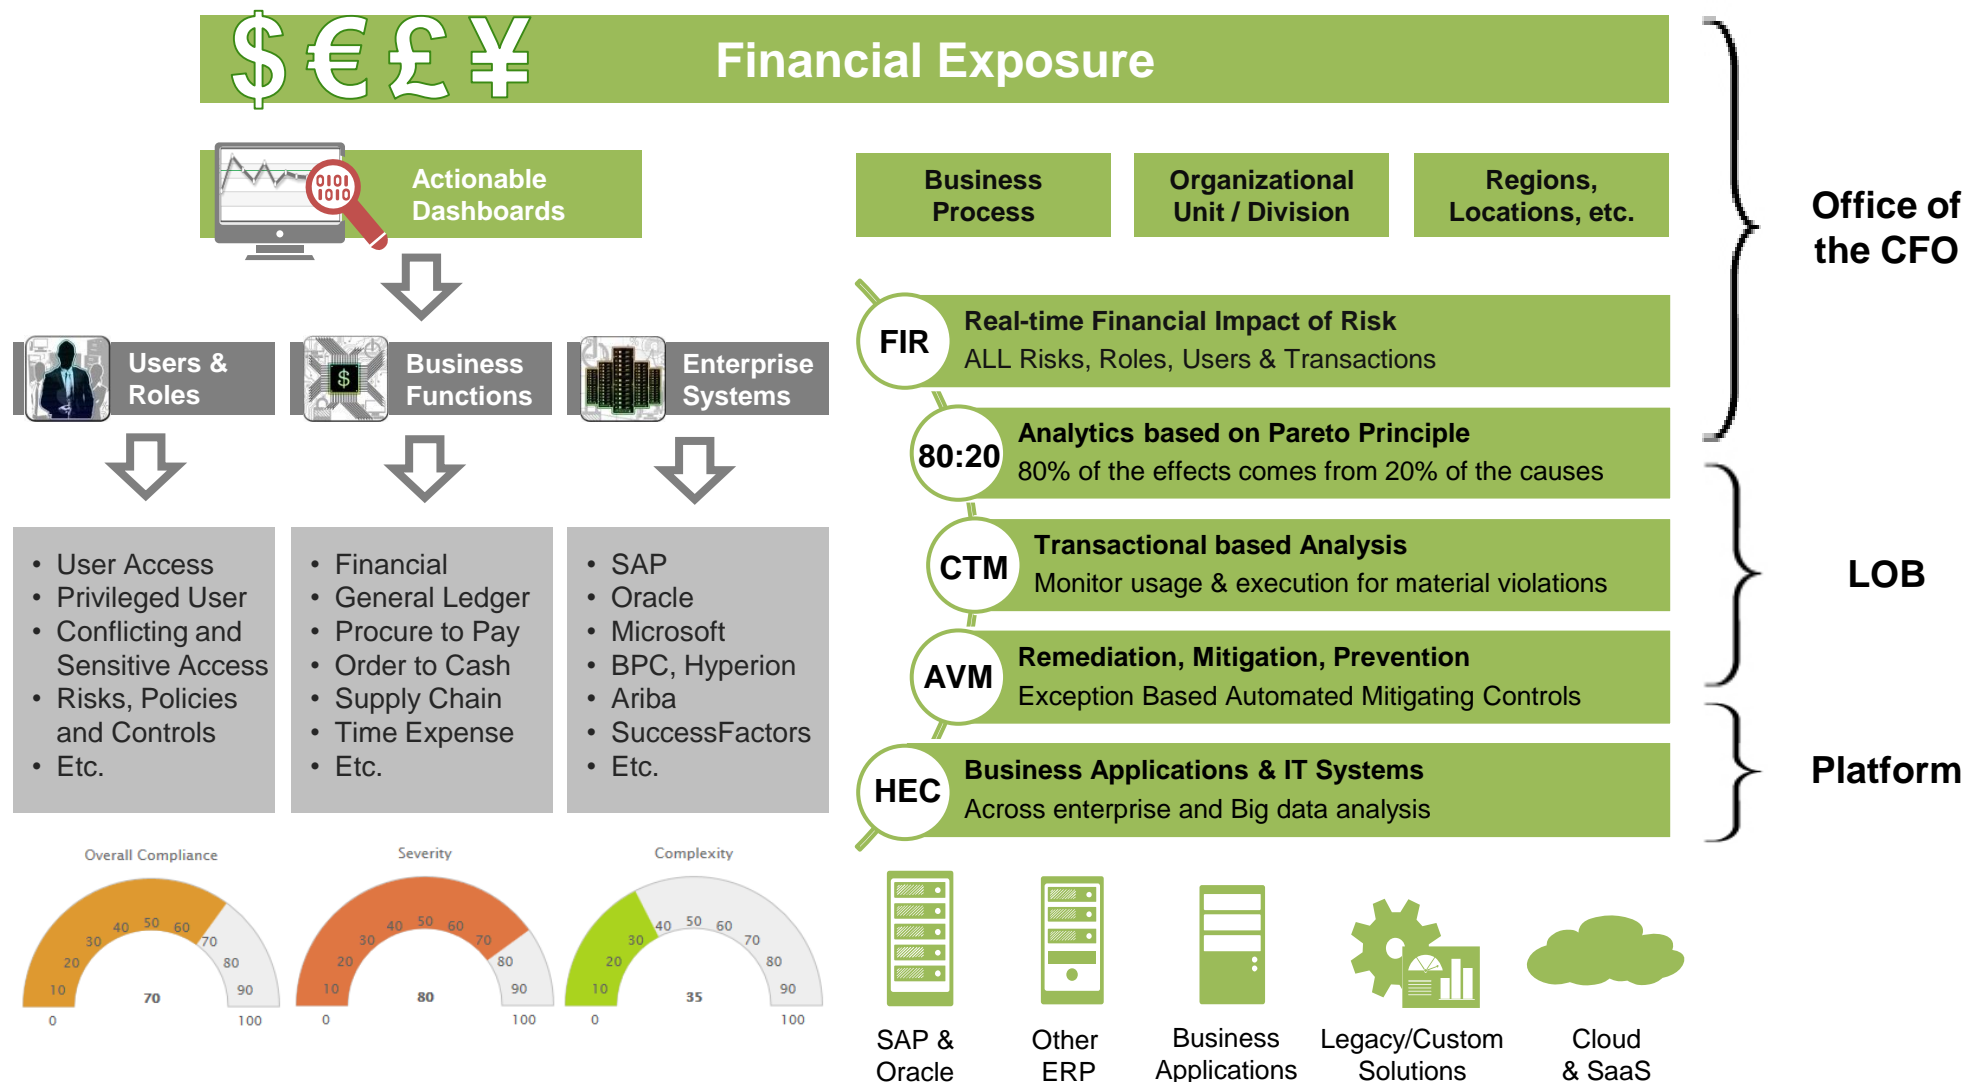 $ € £ ¥
Financial Exposure
Actionable
Dashboards
0101
1010
Users &
Roles
$
Business
Functions
Enterprise
Systems
• User Access
• Privileged User
• Conflicting and
Sensitive Access
• Risks, Policies
and Controls
• Etc.
• Financial
• General Ledger
• Procure to Pay
• Order to Cash
• Supply Chain
• Time Expense
• Etc.
• SAP
• Oracle
• Microsoft
• BPC, Hyperion
• Ariba
• SuccessFactors
• Etc.
Overall Compliance
0 10 20 30 40 50 60 70 80 90 100
70
Severity
0 10 20 30 40 50 60 70 80 90 100
80
Complexity
0 10 20 30 40 50 60 70 80 90 100
35
Business
Process
Organizational
Unit / Division
Regions,
Locations, etc.
FIR
Real-time Financial Impact of Risk
ALL Risks, Roles, Users & Transactions
80:20
Analytics based on Pareto Principle
80% of the effects comes from 20% of the causes
CTM
Transactional based Analysis
Monitor usage & execution for material violations
AVM
Remediation, Mitigation, Prevention
Exception Based Automated Mitigating Controls
HEC
Business Applications & IT Systems
Across enterprise and Big data analysis
SAP &
Oracle
Other
ERP
Business
Applications
Legacy/Custom
Solutions
Cloud
& SaaS
Office of
the CFO
LOB
Platform